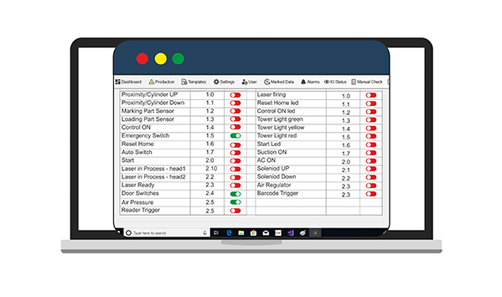 Dashboard Production Templates Settings User Marked Data Alarms IO Status Manual Check
Proximity/Cylinder UP 1.0
Proximity/Cylinder Down 1.1
Marking Part Sensor 1.2
Loading Part Sensor 1.3
Control ON 1.4
Emergency Switch 1.5
Reset Home 1.6
Auto Switch 1.7
Start 2.0
Laser in Process - head1 2.10
Laser in Process - head2 2.2
Laser Ready 2.3
Door Switches 2.4
Air Pressure 2.5
Reader Trigger 2.5
Laser firing 1.0
Reset Home led 1.1
Control ON led 1.2
Tower Light green 1.3
Tower Light yellow 1.4
Tower Light red 1.5
Start Led 1.6
Suction ON 1.7
AC ON 2.0
Soleniod UP 2.1
Soleniod Down 2.2
Air Regulator 2.3
Barcode Trigger 2.3
Type here to search